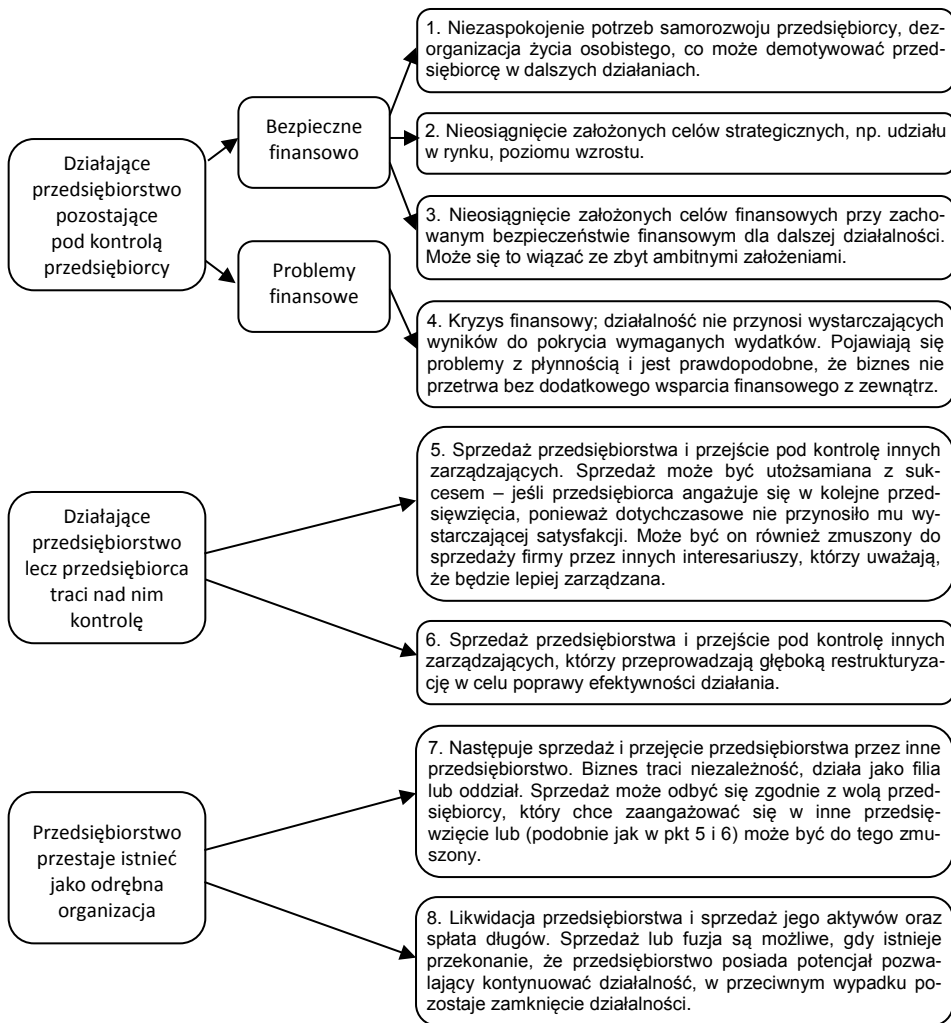 1. Niezaspokojenie potrzeb samorozwoju przedsiębiorcy, dez-
organizacja życia osobistego, co może demotywować przed-
siębiorcę w dalszych działaniach.
Bezpieczne
finansowo
2. Nieosiągnięcie założonych celów strategicznych, np. udziału
w rynku, poziomu wzrostu.
Działające
przedsiębiorstwo
pozostające
pod kontrolą
przedsiębiorcy
3. Nieosiągnięcie założonych celów finansowych przy zacho-
wanym bezpieczeństwie finansowym dla dalszej działalności.
Może się to wiązać ze zbyt ambitnymi założeniami.
Problemy
finansowe
4. Kryzys finansowy; działalność nie przynosi wystarczających
wyników do pokrycia wymaganych wydatków. Pojawiają się
problemy z płynnością i jest prawdopodobne, że biznes nie
przetrwa bez dodatkowego wsparcia finansowego z zewnątrz.
Działające
przedsiębiorstwo
lecz przedsiębiorca
traci nad nim
kontrolę
5. Sprzedaż przedsiębiorstwa i przejście pod kontrolę innych
zarządzających. Sprzedaż może być utożsamiana z suk-
cesem – jeśli przedsiębiorca angażuje się w kolejne przed-
sięwzięcia, ponieważ dotychczasowe nie przynosiło mu wy-
starczającej satysfakcji. Może być on również zmuszony do
sprzedaży firmy przez innych interesariuszy, którzy uważają,
że będzie lepiej zarządzana.
6. Sprzedaż przedsiębiorstwa i przejście pod kontrolę innych
zarządzających, którzy przeprowadzają głęboką restrukturyza-
cję w celu poprawy efektywności działania.
Przedsiębiorstwo
przestaje istnieć
jako odrębna
organizacja
7. Następuje sprzedaż i przejęcie przedsiębiorstwa przez inne
przedsiębiorstwo. Biznes traci niezależność, działa jako filia
lub oddział. Sprzedaż może odbyć się zgodnie z wolą przed-
siębiorcy, który chce zaangażować się w inne przedsię-
wzięcie lub (podobnie jak w pkt 5 i 6) może być do tego zmu-
szony.
8. Likwidacja przedsiębiorstwa i sprzedaż jego aktywów oraz
spłata długów. Sprzedaż lub fuzja są możliwe, gdy istnieje
przekonanie, że przedsiębiorstwo posiada potencjał pozwa-
lający kontynuować działalność, w przeciwnym wypadku po-
zostaje zamknięcie działalności.